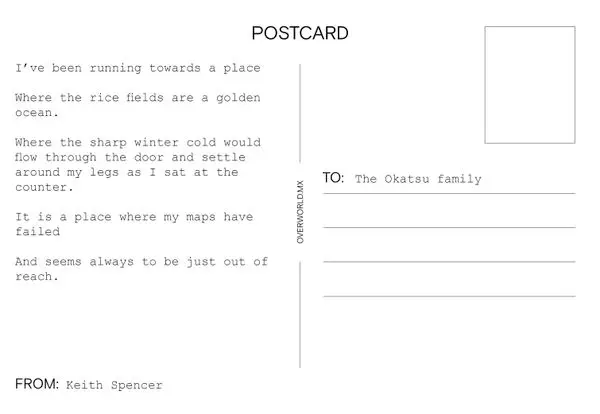 POSTCARD
I’ve been running towards a place
Where the rice fields are a golden
ocean.
Where the sharp winter cold would
flow through the door and settle
around my legs as I sat at the
counter.
It is a place where my maps have
failed
And seems always to be just out of
reach.
FROM: Keith Spencer
OVERWORLD.MX
TO: The Okatsu family